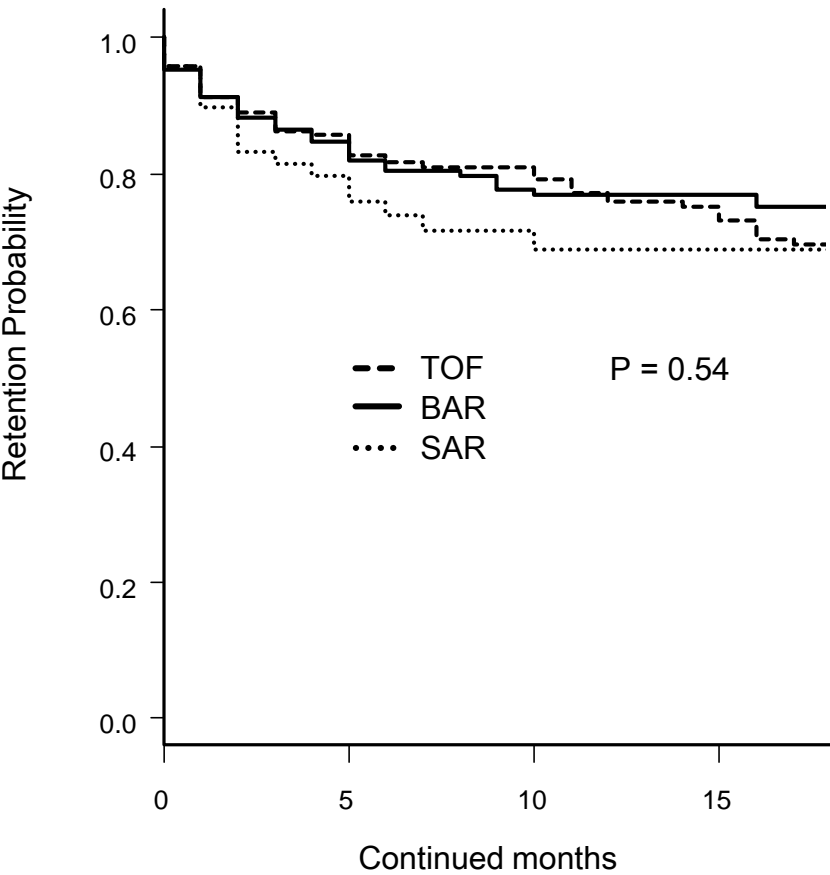 Retention Probability
1.0
0.8
0.6
0.4
0.2
0.0
TOF
BAR
SAR
P = 0.54
0 5 10 15
Continued months